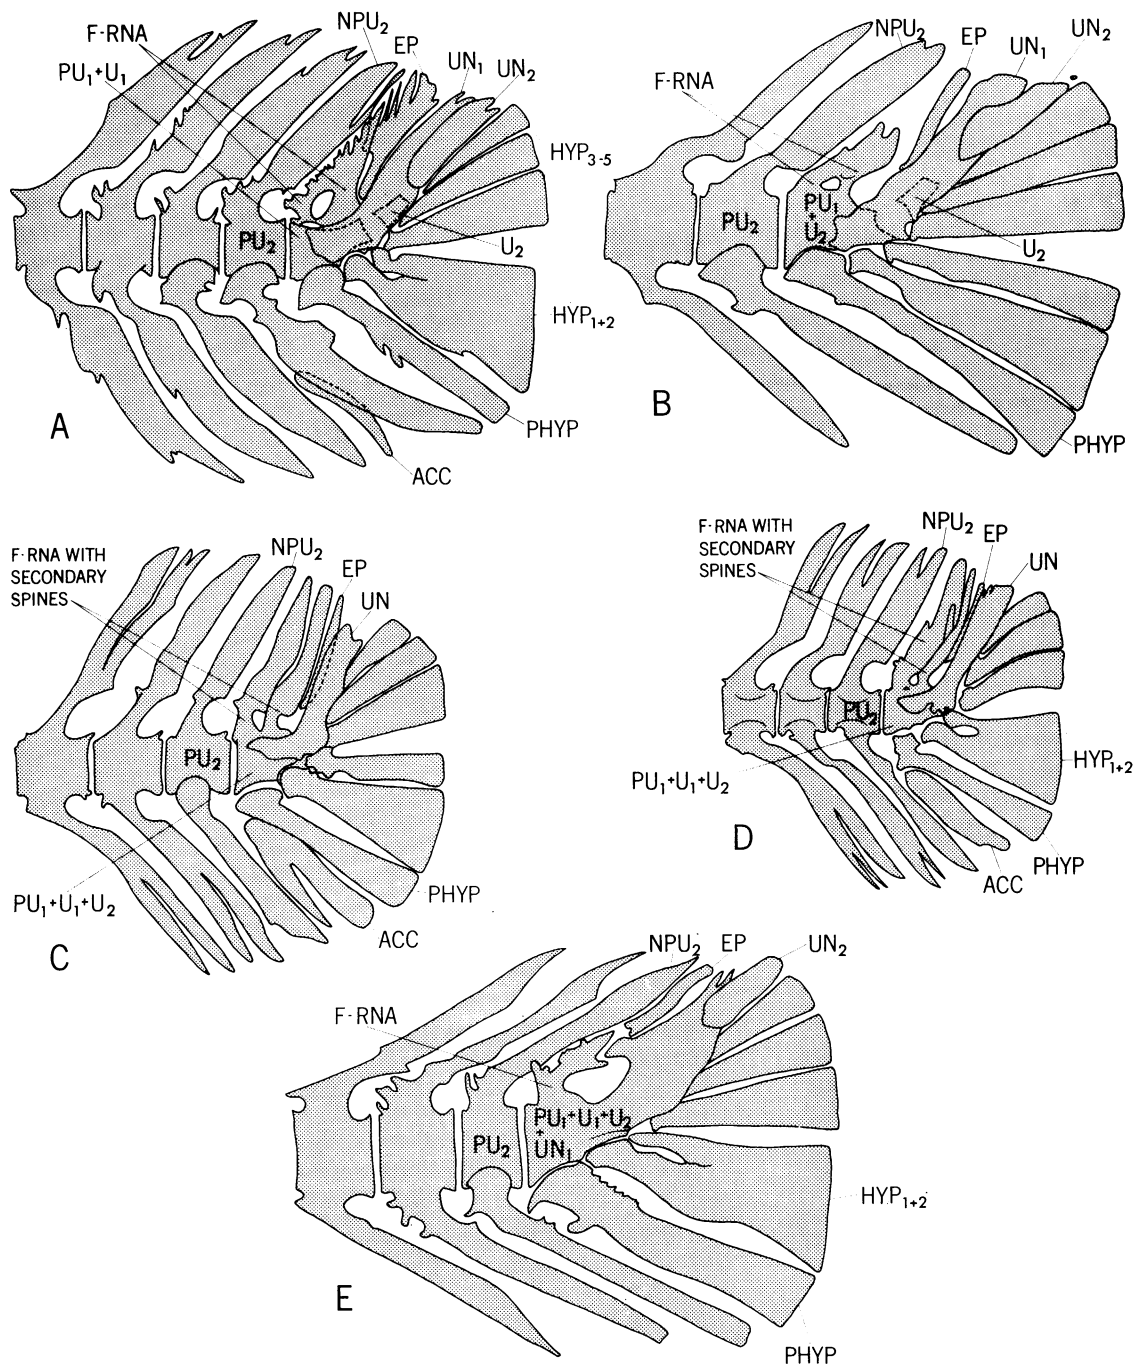 F-RNA
NPU₂
EP
UN₁
UN₂
PU₁+U₁
HYP₃₋₅
PU₂
U₂
HYP₁₊₂
PHYP
ACC
A
NPU₂
EP
UN₁
UN₂
F-RNA
PU₂
PU₁
+
U₂
U₂
PHYP
B
F-RNA WITH
SECONDARY
SPINES
NPU₂
EP
UN
PU₂
PU₁+U₁+U₂
PHYP
ACC
C
F-RNA WITH
SECONDARY
SPINES
NPU₂
EP
UN
PU₂
HYP₁₊₂
PU₁+U₁+U₂
PHYP
ACC
D
NPU₂
EP
UN₂
F-RNA
PU₂
PU₁+U₁+U₂
+
UN₁
HYP₁₊₂
PHYP
E